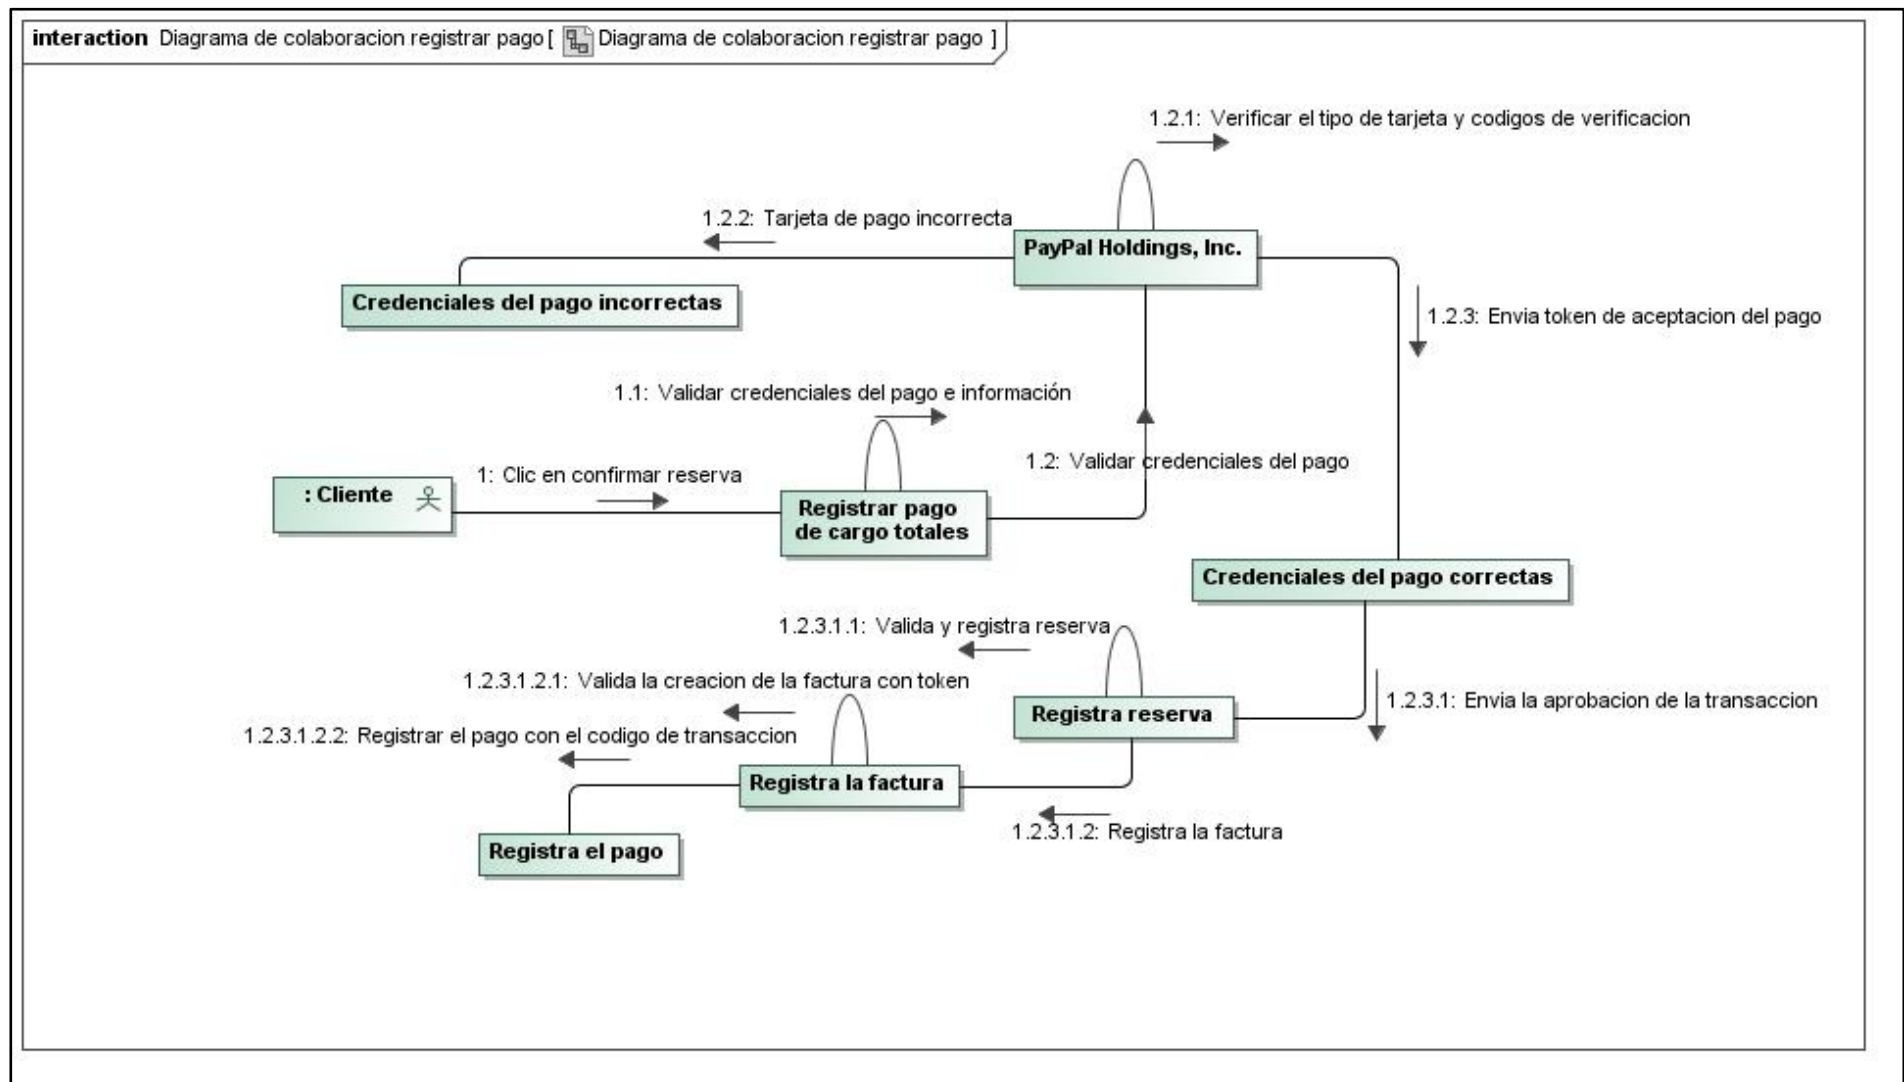 interaction Diagrama de colaboracion registrar pago [ Diagrama de colaboracion registrar pago ]
1.2.1: Verificar el tipo de tarjeta y codigos de verificacion
1.2.2: Tarjeta de pago incorrecta
PayPal Holdings, Inc.
Credenciales del pago incorrectas
1.2.3: Envia token de aceptacion del pago
1.1: Validar credenciales del pago e información
1.2: Validar credenciales del pago
1: Clic en confirmar reserva
: Cliente
Registrar pago
de cargo totales
Credenciales del pago correctas
1.2.3.1.1: Valida y registra reserva
1.2.3.1.2.1: Valida la creacion de la factura con token
1.2.3.1: Envia la aprobacion de la transaccion
Registra reserva
1.2.3.1.2.2: Registrar el pago con el codigo de transaccion
Registra la factura
1.2.3.1.2: Registra la factura
Registra el pago